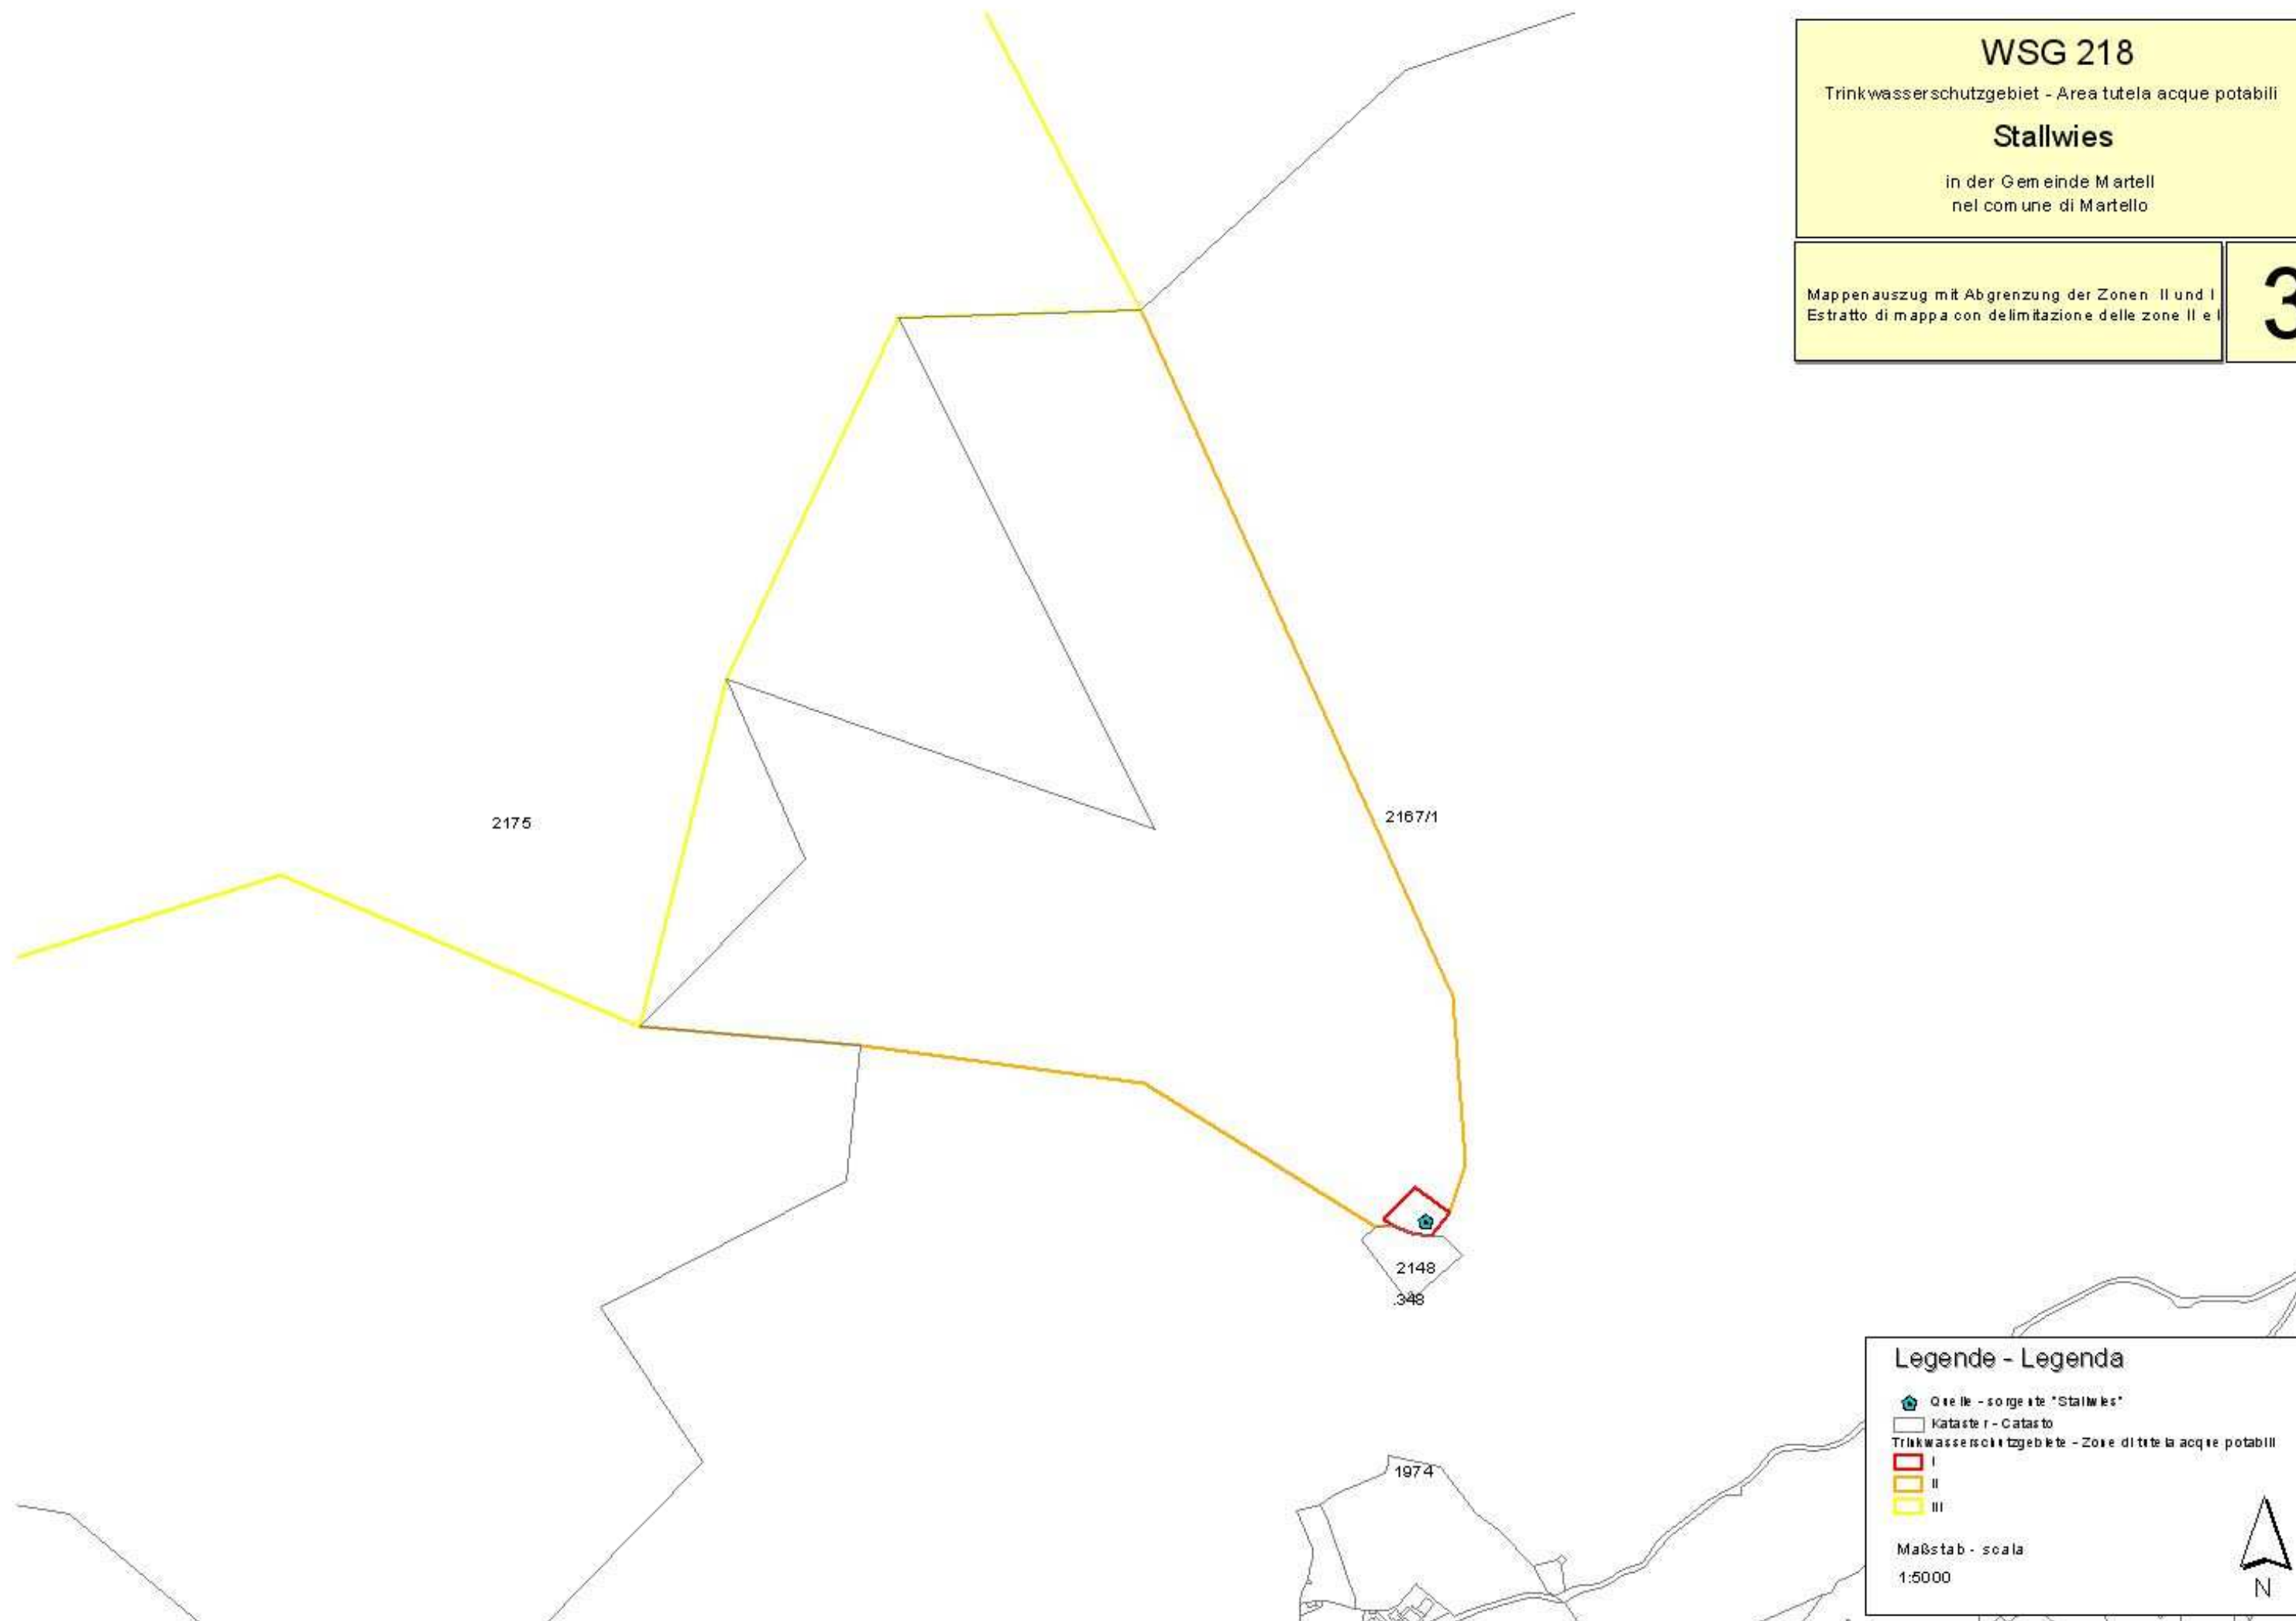 WSG 218
Trinkwasserschutzgebiet - Area tutela acque potabili
Stallwies
in der Gemeinde Martell
nel comune di Martello
Mappenauszug mit Abgrenzung der Zonen II und I
Estratto di mappa con delimitazione delle zone II e I
3
2175
2167/1
2148
.348
1974
Legende - Legenda
Quelle - sorgente "Stallwies"
Kataster - Catasto
Trinkwasserschutzgebiete - Zone di tutela acque potabili
I
II
III
Maßstab - scala
1:5000
N